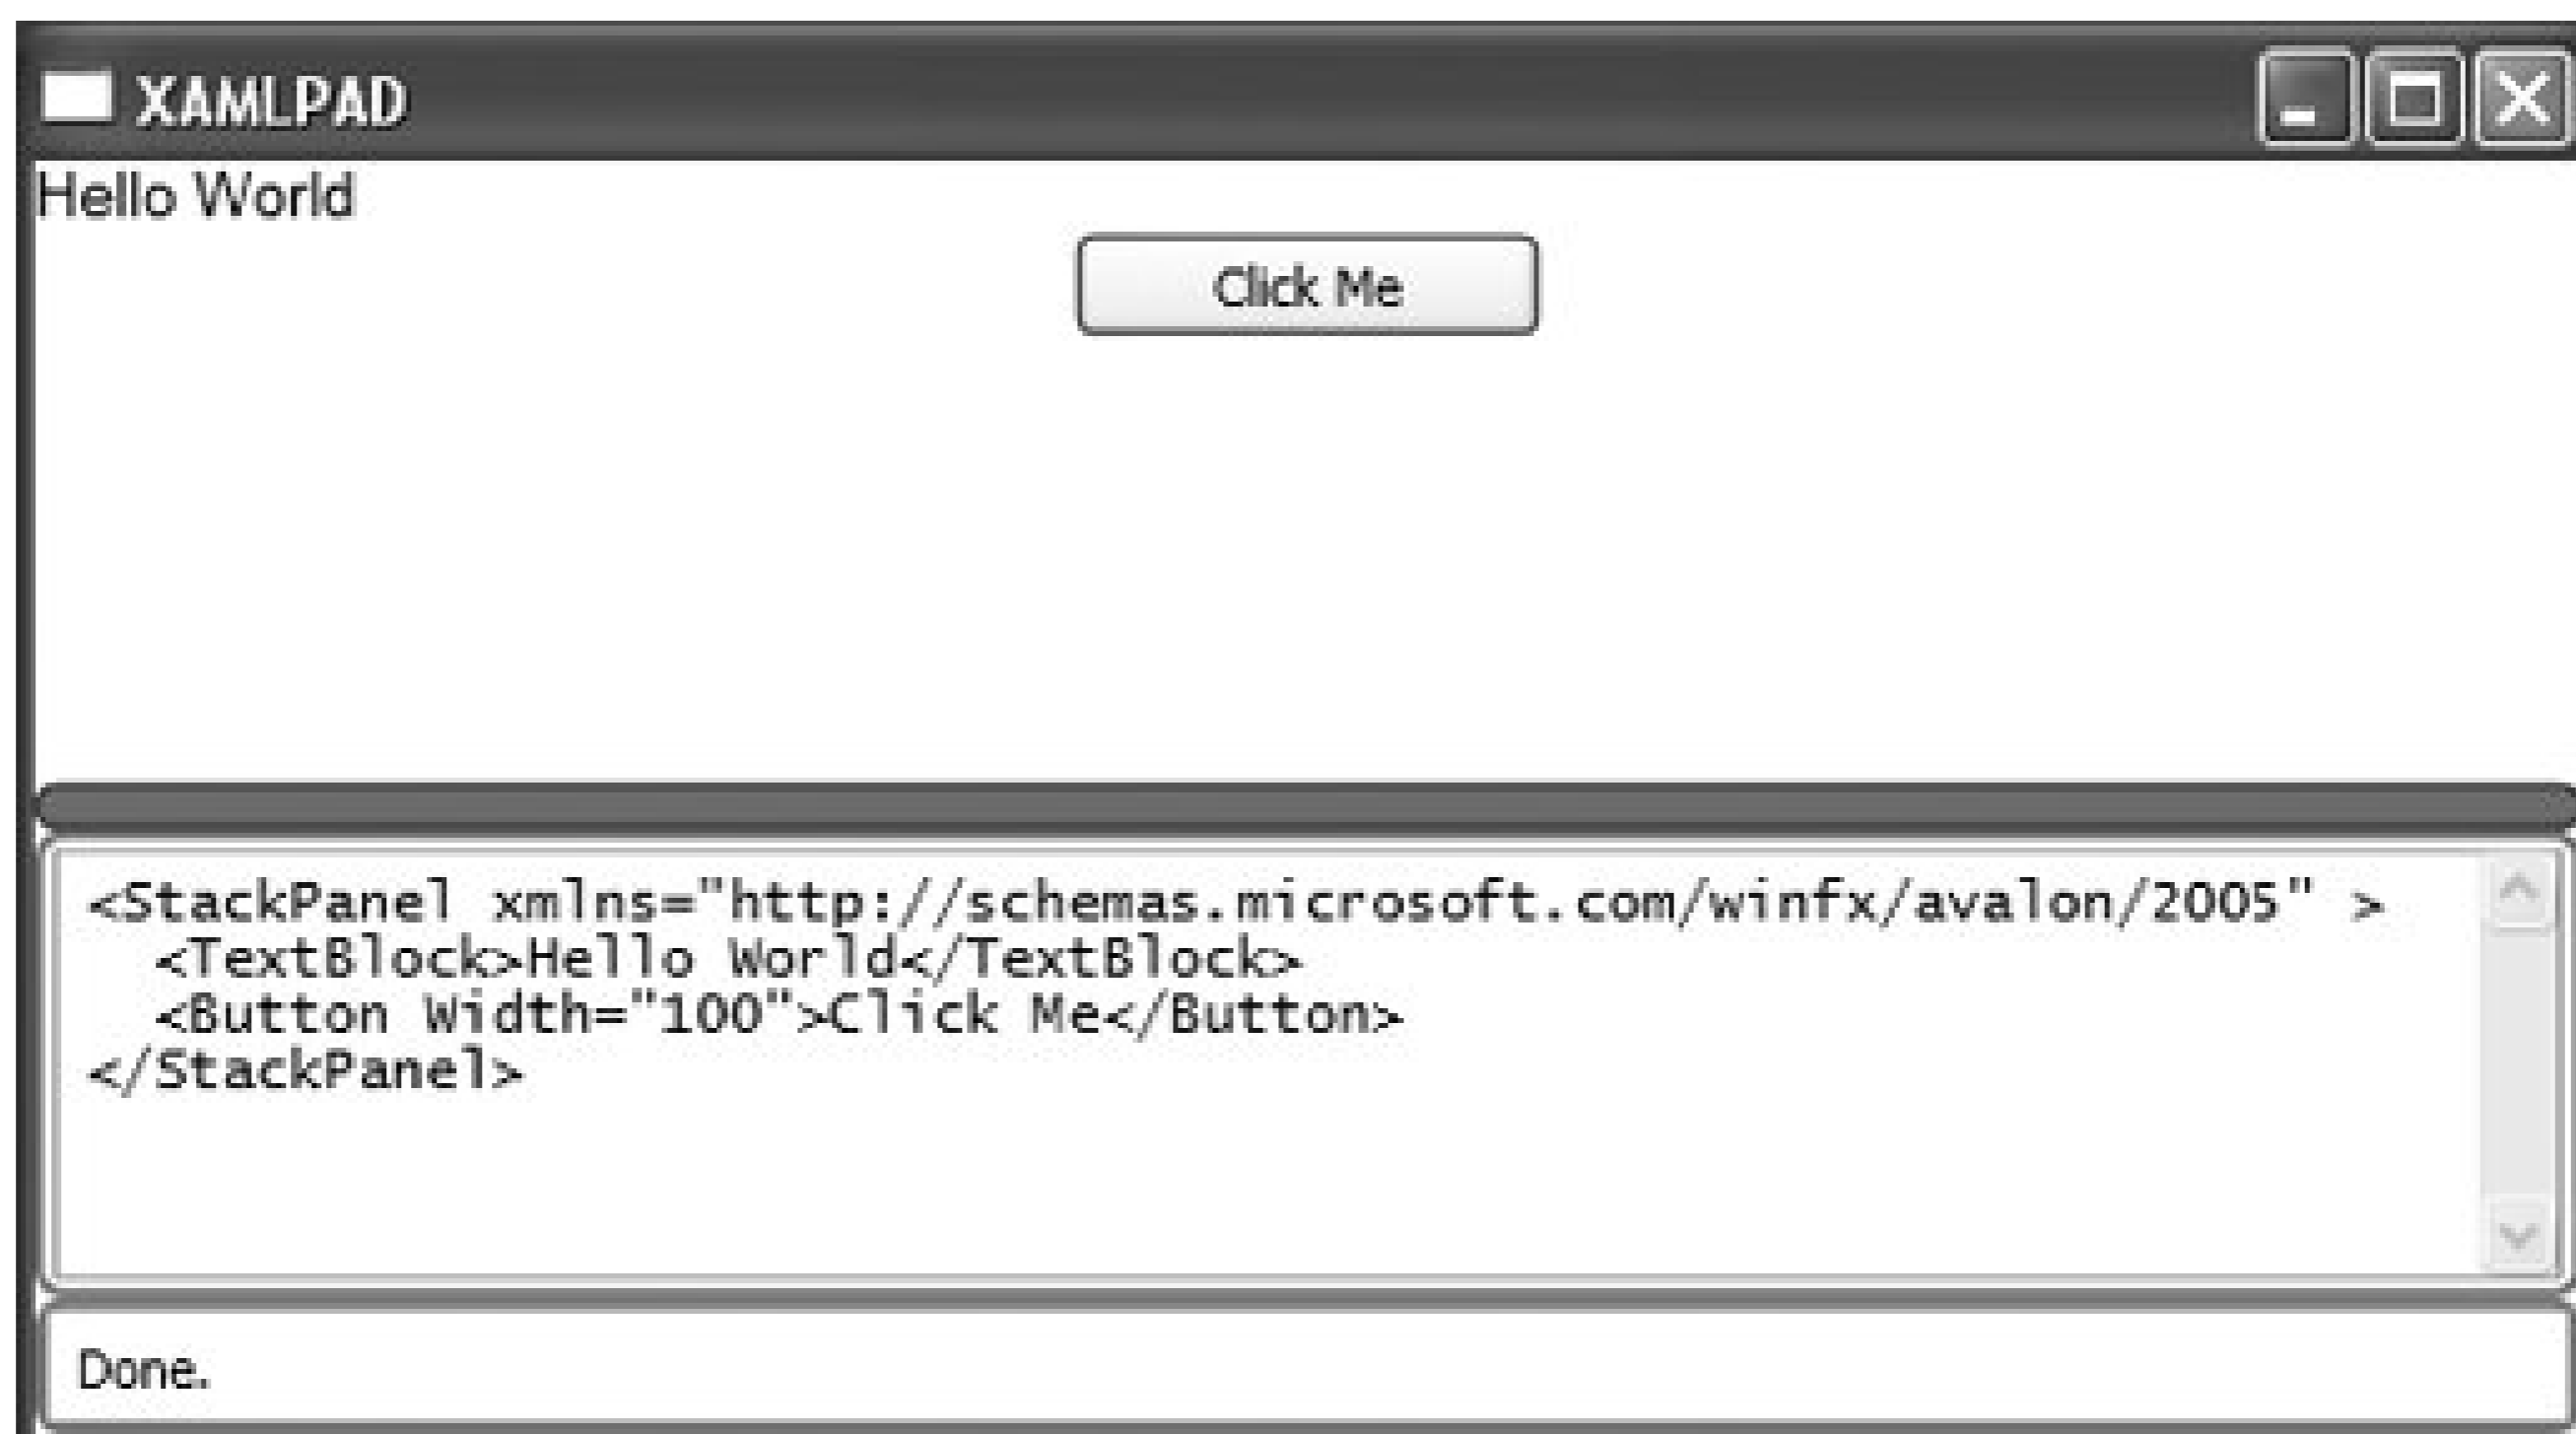 XAMLPAD
Hello World
Click Me
<StackPanel xmlns="http://schemas.microsoft.com/winfx/avalon/2005" >
  <TextBlock>Hello World</TextBlock>
  <Button Width="100">Click Me</Button>
</StackPanel>
Done.